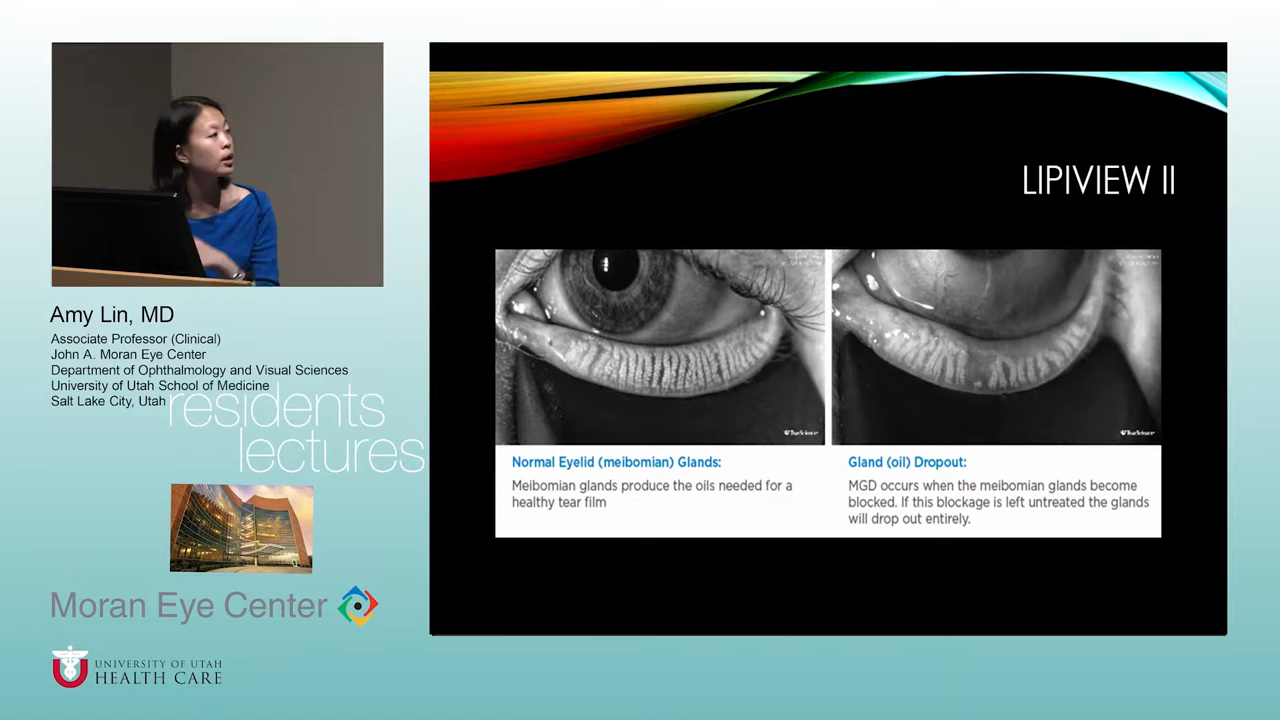 LIPIVIEW II
TearScience
TearScience
Normal Eyelid (meibomian) Glands:
Meibomian glands produce the oils needed for a
healthy tear film
Gland (oil) Dropout:
MGD occurs when the meibomian glands become
blocked. If this blockage is left untreated the glands
will drop out entirely.
Amy Lin, MD
Associate Professor (Clinical)
John A. Moran Eye Center
Department of Ophthalmology and Visual Sciences
University of Utah School of Medicine
Salt Lake City, Utah
residents
lectures
Moran Eye Center
UNIVERSITY OF UTAH
HEALTH CARE